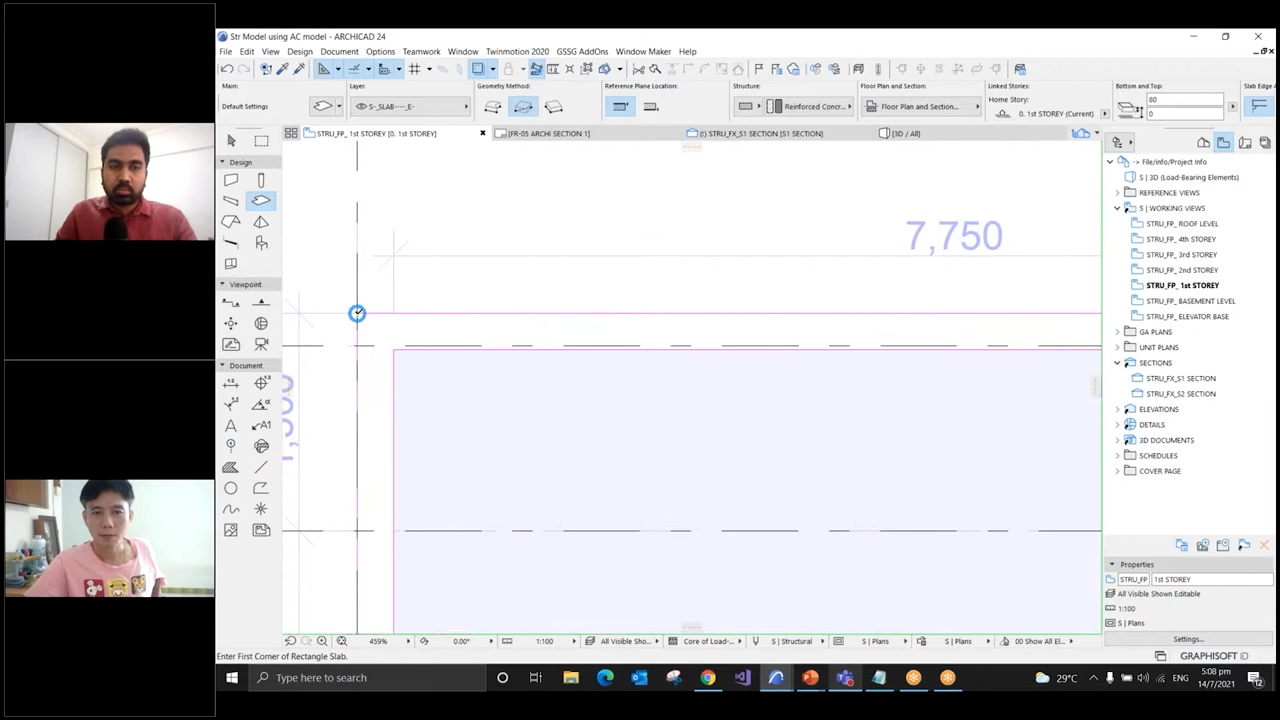 Str Model using AC model - ARCHICAD 24
File Edit View Design Document Options Teamwork Window Twinmotion 2020 GSSG AddOns Window Maker Help
Main: Layer: Geometry Method: Reference Plane Location: Structure: Floor Plan and Section: Linked Stories: Bottom and Top: Slab Edge A
Default Settings S-_SLAB----_E- Reinforced Concr... Floor Plan and Section... Home Story: 0. 1st STOREY (Current) 80 0
STRU_FP_ 1st STOREY [0. 1st STOREY] [FR-05 ARCHI SECTION 1] (!) STRU_FX_S1 SECTION [S1 SECTION] [3D / All]
Design
Viewpoint
Document
7,750
-> File/info/Project Info
S | 3D (Load-Bearing Elements)
REFERENCE VIEWS
S | WORKING VIEWS
STRU_FP_ ROOF LEVEL
STRU_FP_ 4th STOREY
STRU_FP_ 3rd STOREY
STRU_FP_ 2nd STOREY
STRU_FP_ 1st STOREY
STRU_FP_ BASEMENT LEVEL
STRU_FP_ ELEVATOR BASE
GA PLANS
UNIT PLANS
SECTIONS
STRU_FX_S1 SECTION
STRU_FX_S2 SECTION
ELEVATIONS
DETAILS
3D DOCUMENTS
SCHEDULES
COVER PAGE
Properties
STRU_FP 1st STOREY
All Visible Shown Editable
1:100
S | Plans
Settings...
459% 0.00° 1:100 All Visible Show... Core of Load-... S | Structural S | Plans S | Plans 00 Show All El...
Enter First Corner of Rectangle Slab.
GRAPHISOFT ID
Type here to search
29°C ENG 5:08 pm
14/7/2021
12